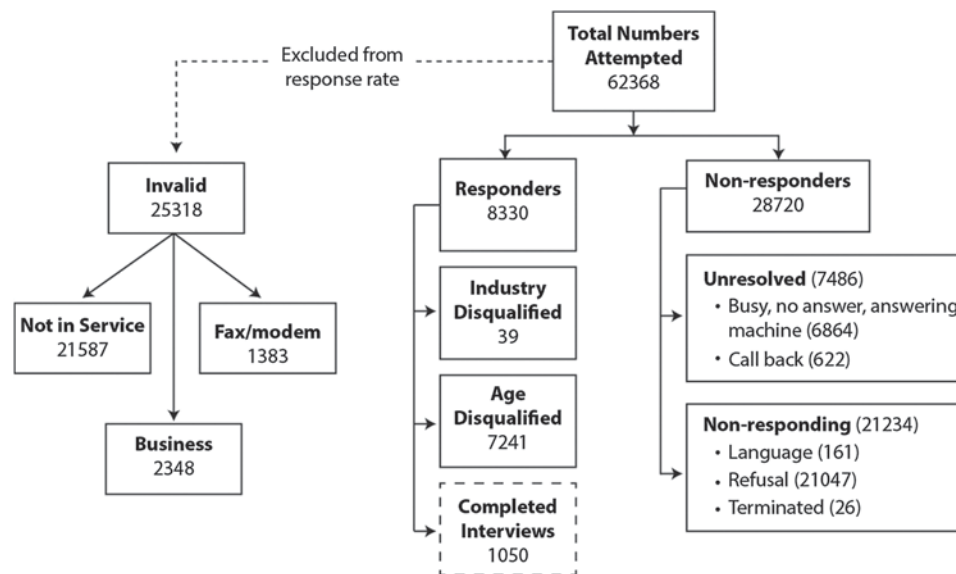 Total Numbers
Attempted
62368
Excluded from
response rate
Invalid
25318
Not in Service
21587
Fax/modem
1383
Business
2348
Responders
8330
Industry
Disqualified
39
Age
Disqualified
7241
Completed
Interviews
1050
Non-responders
28720
Unresolved (7486)
• Busy, no answer, answering
machine (6864)
• Call back (622)
Non-responding (21234)
• Language (161)
• Refusal (21047)
• Terminated (26)